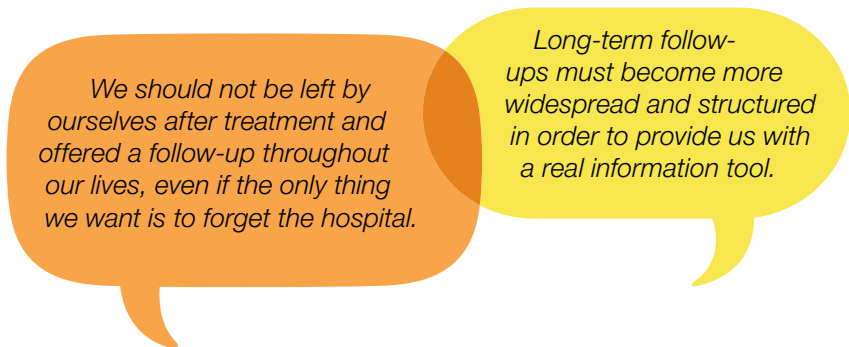 We should not be left by
ourselves after treatment and
offered a follow-up throughout
our lives, even if the only thing
we want is to forget the hospital.
Long-term follow-
ups must become more
widespread and structured
in order to provide us with
a real information tool.